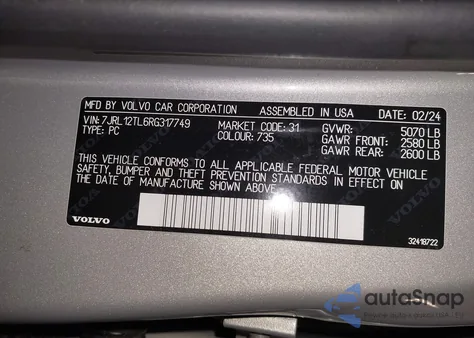 MFD BY VOLVO CAR CORPORATION ASSEMBLED IN USA 02/24
VIN: 7JRL12TL6RG317749 MARKET CODE: 31 GVWR: 5070 LB
TYPE: PC COLOUR: 735 GAWR FRONT: 2580 LB
GAWR REAR: 2600 LB
THIS VEHICLE CONFORMS TO ALL APPLICABLE FEDERAL MOTOR VEHICLE
SAFETY, BUMPER AND THEFT PREVENTION STANDARDS IN EFFECT ON
THE DATE OF MANUFACTURE SHOWN ABOVE.
VOLVO
32418722
autoSnap